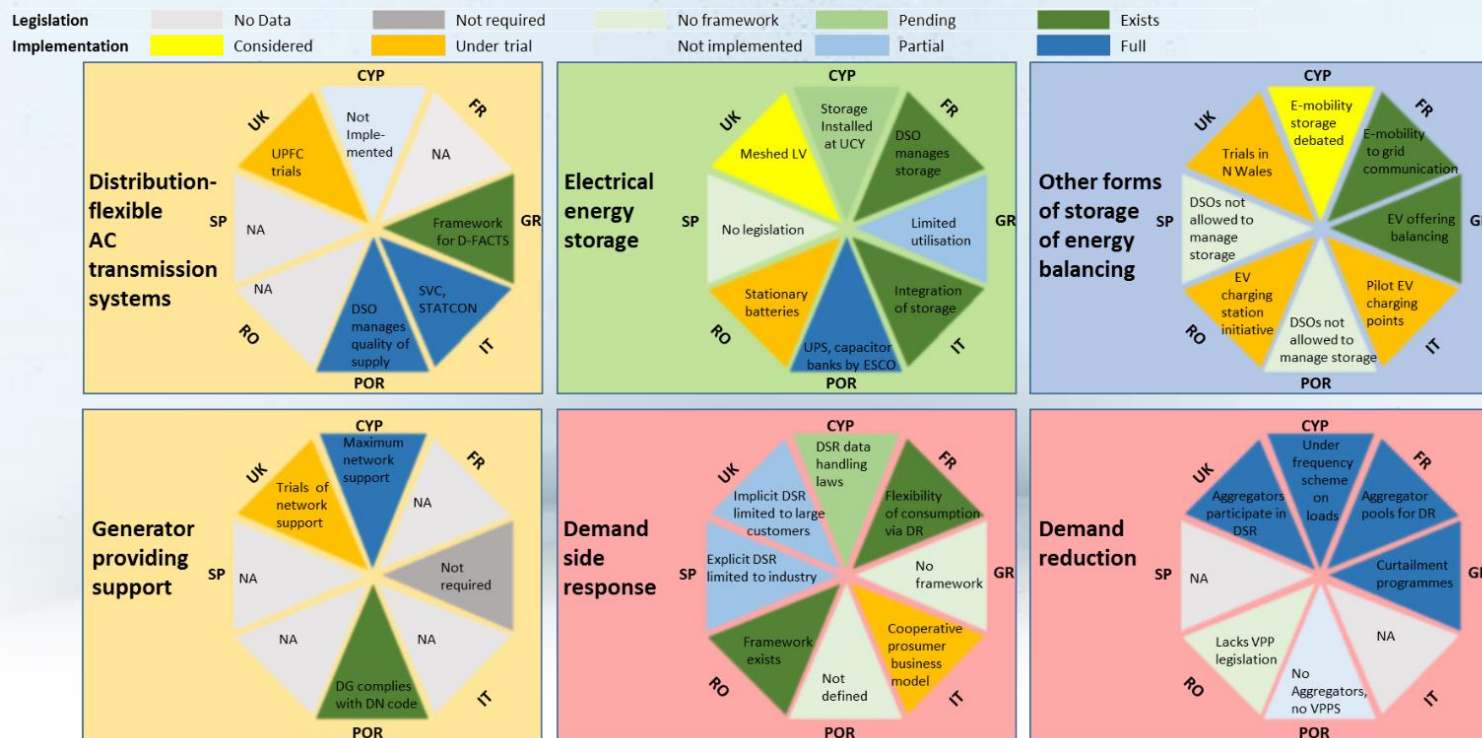 Legislation No Data Not required No framework Pending Exists
Implementation Considered Under trial Not implemented Partial Full
CYP
FR
GR
IT
POR
RO
SP
UK
Distribution-
flexible
AC
transmission
systems
Not
Imple-
mented
NA
Framework
for D-FACTS
SVC,
STATCON
DSO
manages
quality of
supply
NA
NA
UPFC
trials
CYP
FR
GR
IT
POR
RO
SP
UK
Electrical
energy
storage
Storage
Installed
at UCY
DSO
manages
storage
Limited
utilisation
Integration
of storage
UPS, capacitor
banks by ESCO
Stationary
batteries
No legislation
Meshed LV
CYP
FR
GR
IT
POR
RO
SP
UK
Other forms
of storage
of energy
balancing
E-mobility
storage
debated
E-mobility
to grid
communication
EV offering
balancing
Pilot EV
charging
points
DSOs not
allowed to
manage storage
EV
charging
station
initiative
DSOs not
allowed to
manage
storage
Trials in
N Wales
CYP
FR
IT
POR
SP
UK
Generator
providing
support
Maximum
network
support
NA
Not
required
NA
DG complies
with DN code
NA
NA
Trials of
network
support
CYP
FR
GR
IT
POR
RO
SP
UK
Demand
side
response
DSR data
handling
laws
Flexibility
of consumption
via DR
No
framework
Cooperative
prosumer
business
model
Not
defined
Framework
exists
Explicit DSR
limited to industry
Implicit DSR
limited to large
customers
CYP
FR
GR
IT
POR
RO
SP
UK
Demand
reduction
Under
frequency
scheme
on
loads
Aggregator
pools for DR
Curtailment
programmes
NA
No
Aggregators,
no VPPS
Lacks VPP
legislation
NA
Aggregators
participate in
DSR